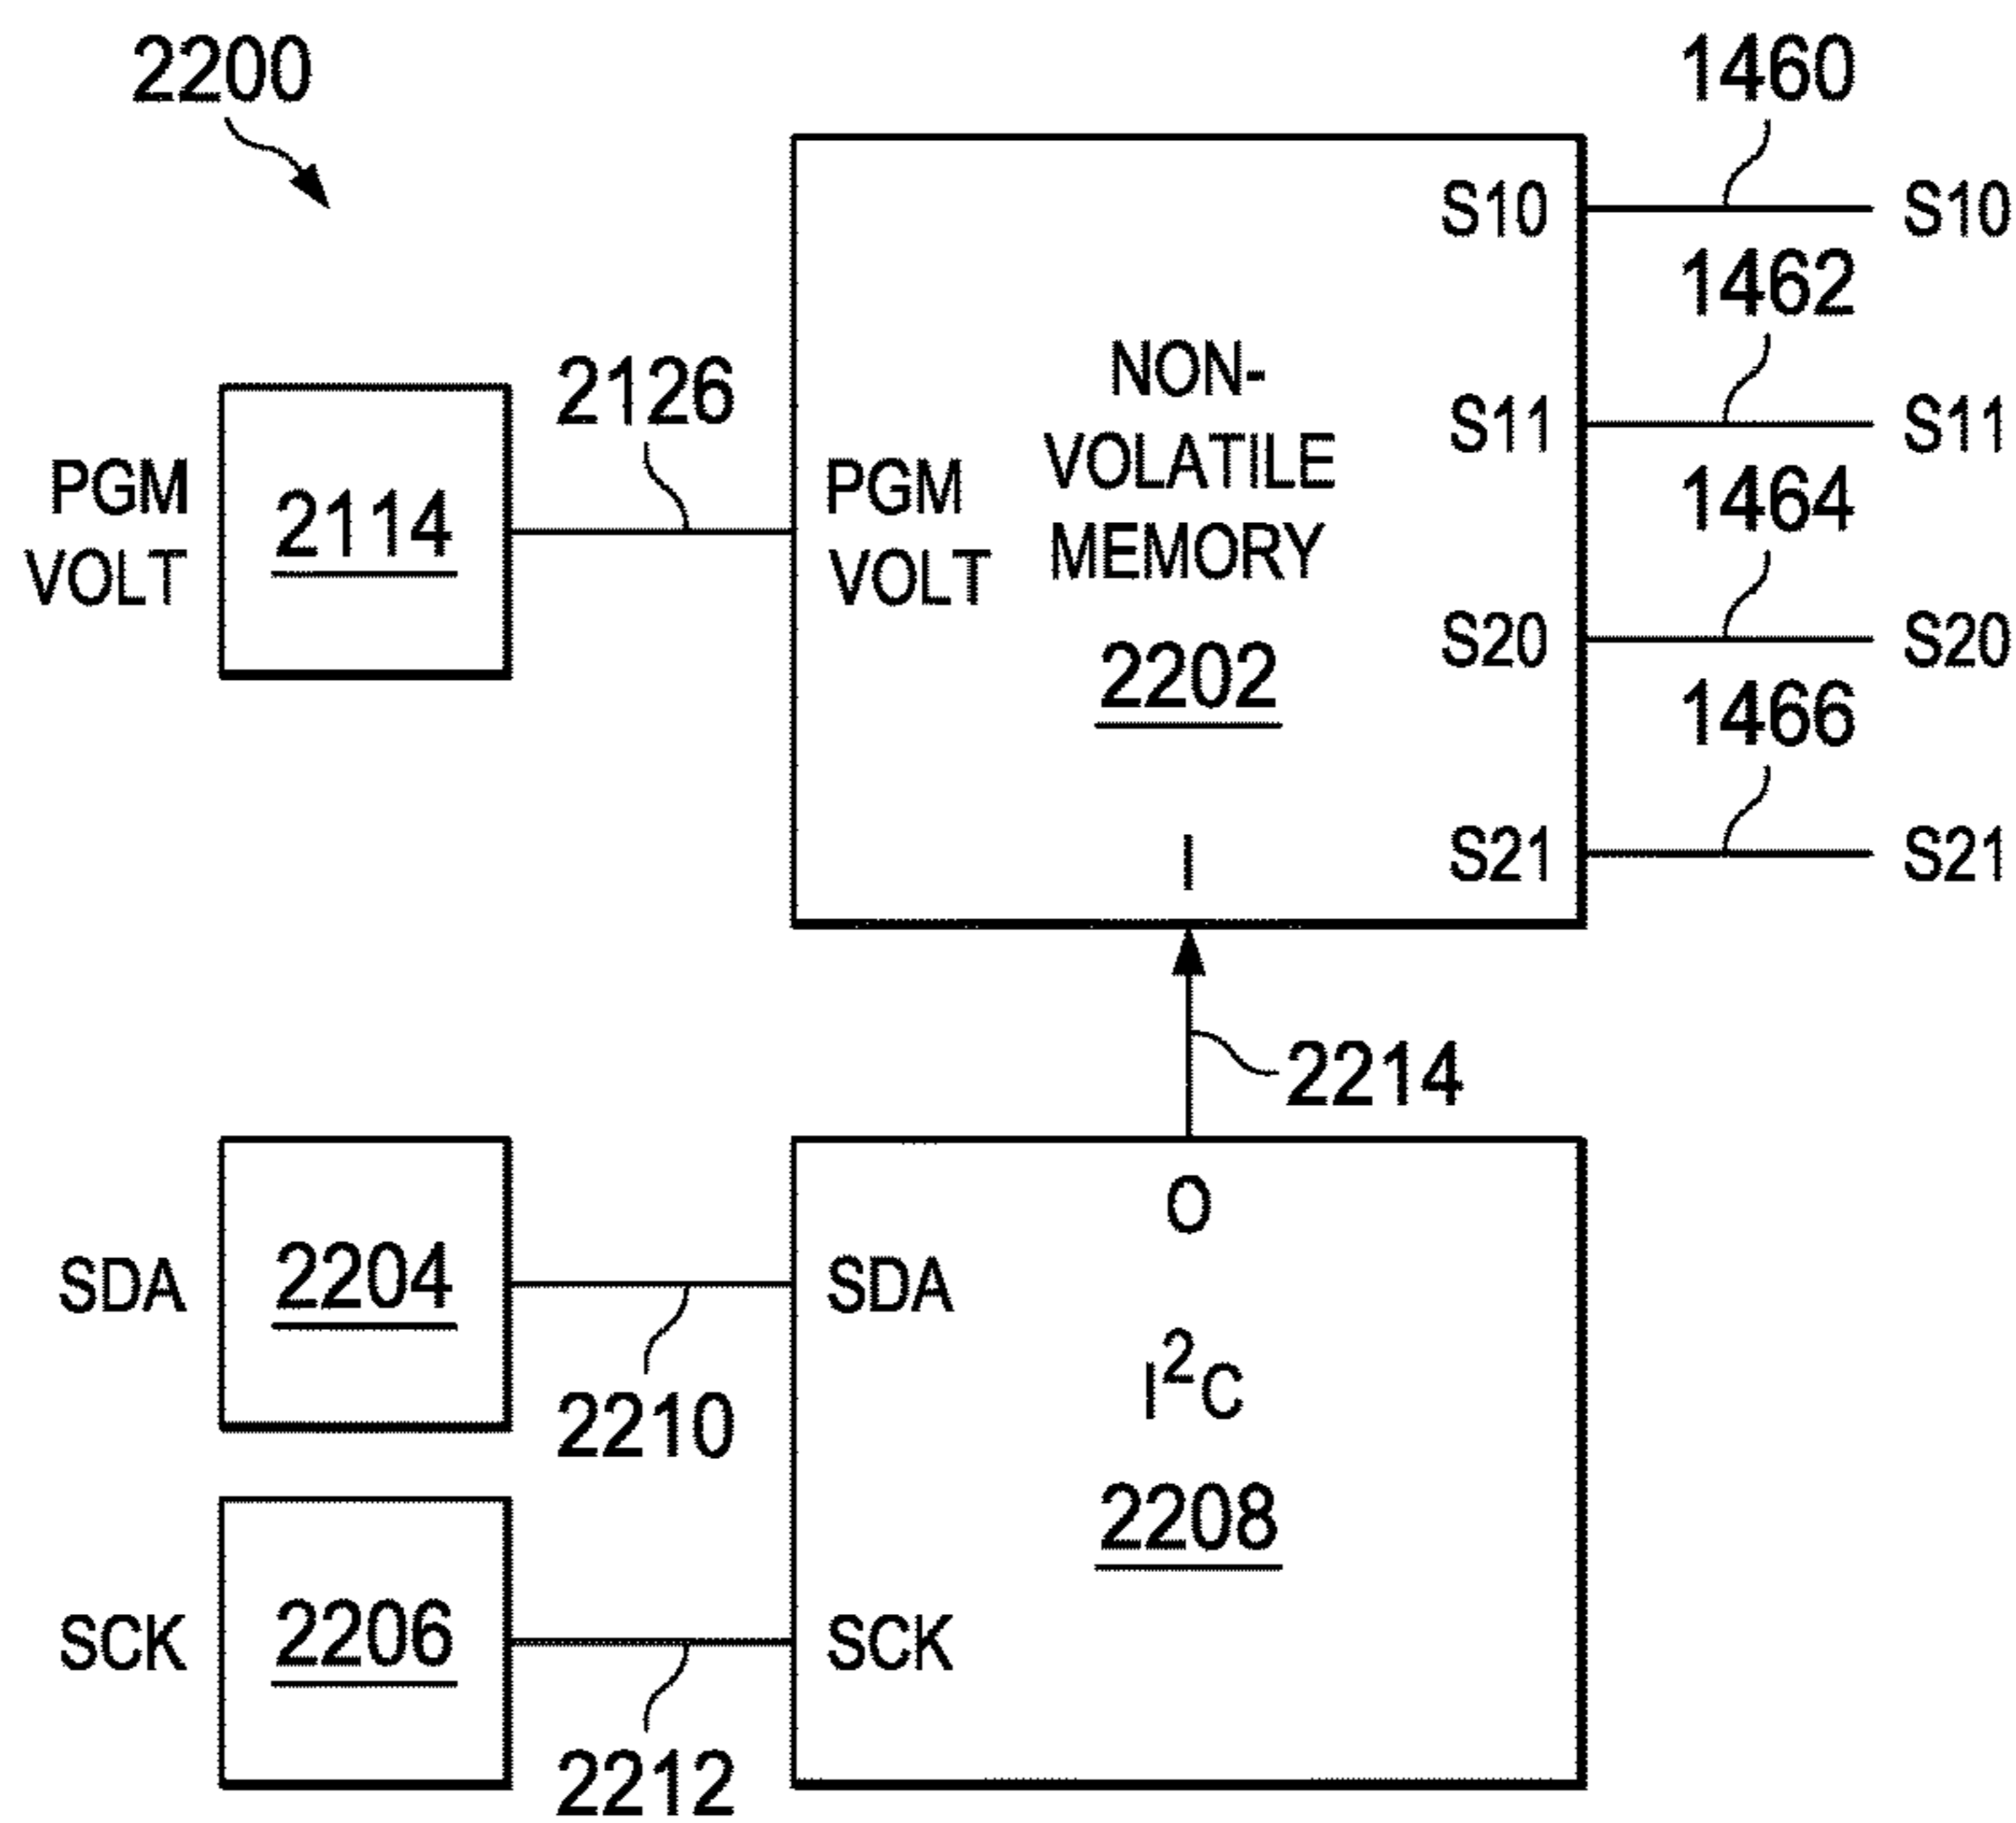 2200
1460
S10 S10
1462
NON-
2126
S11 S11
PGM 2114 PGM VOLATILE
1464
VOLT VOLT MEMORY
S20 S20
2202
1466
S21 S21
I
2214
O
SDA 2204 SDA
I²C
2210
2208
SCK 2206 SCK
2212